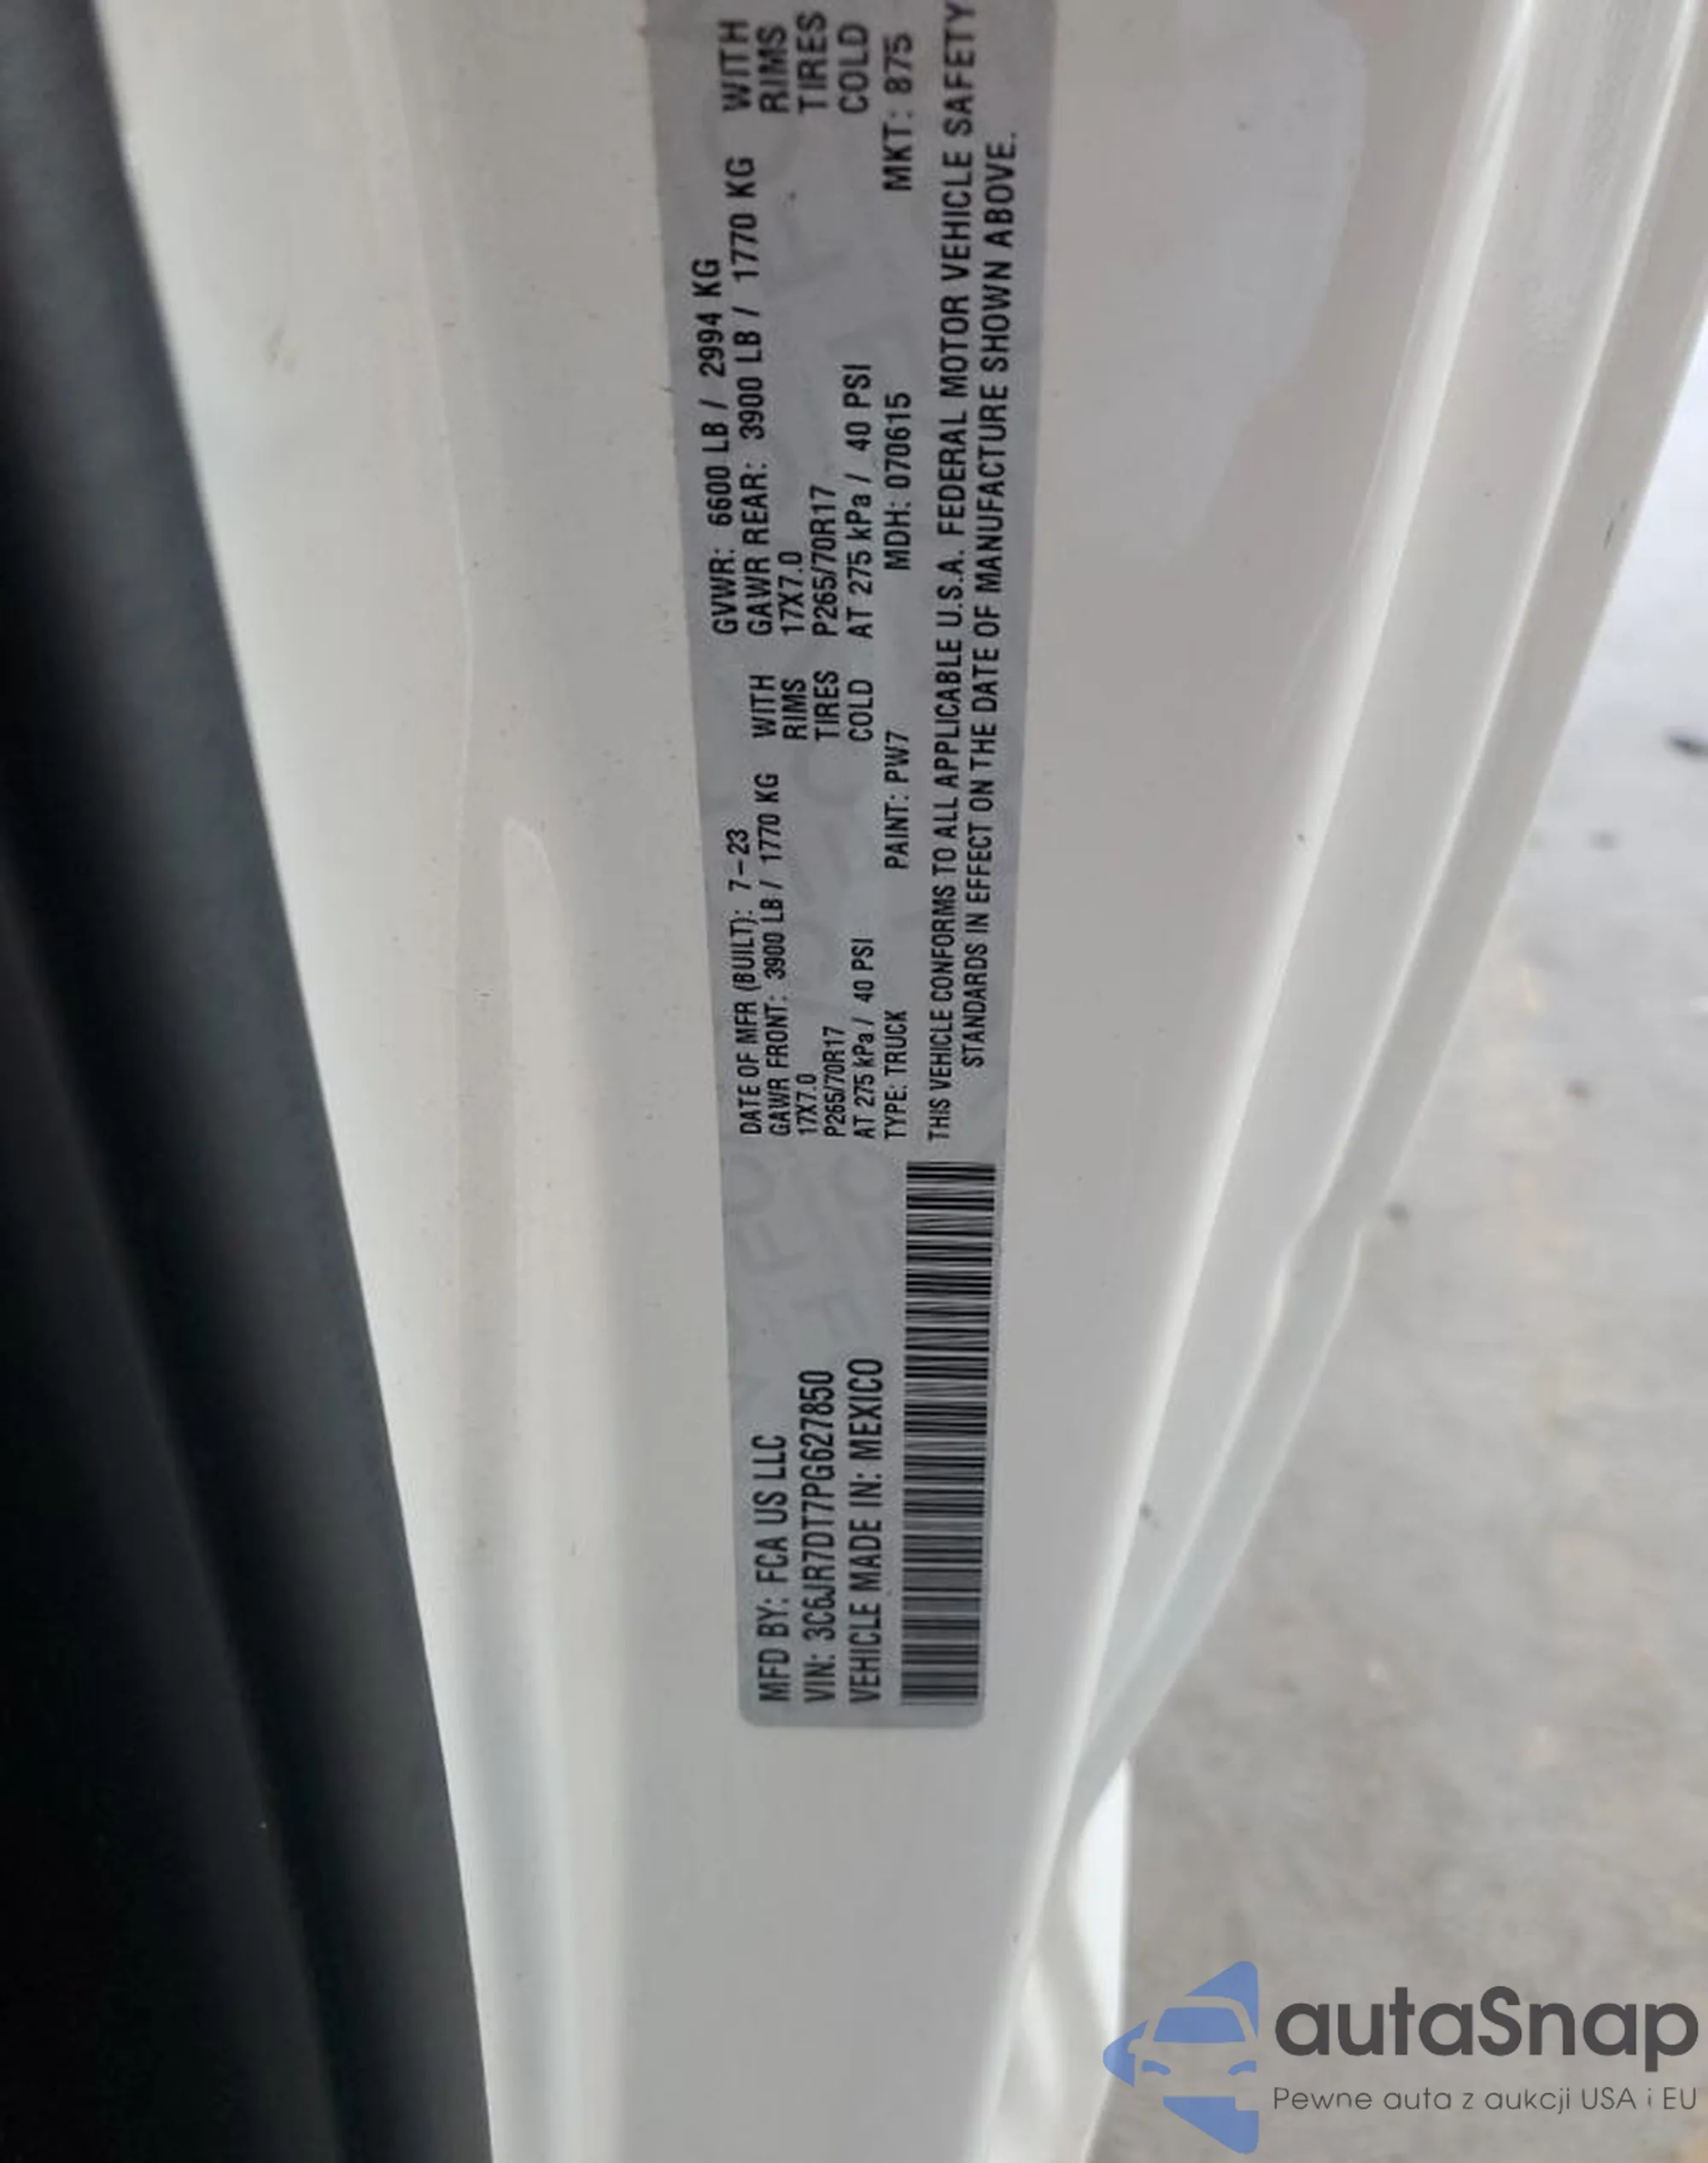 MFD BY: FCA US LLC
VIN: 3C6JR7DT7PG627850
VEHICLE MADE IN: MEXICO
DATE OF MFR (BUILT): 7-23
GAWR FRONT: 3900 LB / 1770 KG WITH
17X7.0 RIMS
P265/70R17 TIRES
AT 275 kPa / 40 PSI COLD
GVWR: 6600 LB / 2994 KG
GAWR REAR: 3900 LB / 1770 KG WITH
17X7.0 RIMS
P265/70R17 TIRES
AT 275 kPa / 40 PSI COLD
TYPE: TRUCK PAINT: PW7 MDH: 070615 MKT: 875
THIS VEHICLE CONFORMS TO ALL APPLICABLE U.S.A. FEDERAL MOTOR VEHICLE SAFETY
STANDARDS IN EFFECT ON THE DATE OF MANUFACTURE SHOWN ABOVE.
autaSnap
Pewne auta z aukcji USA i EU